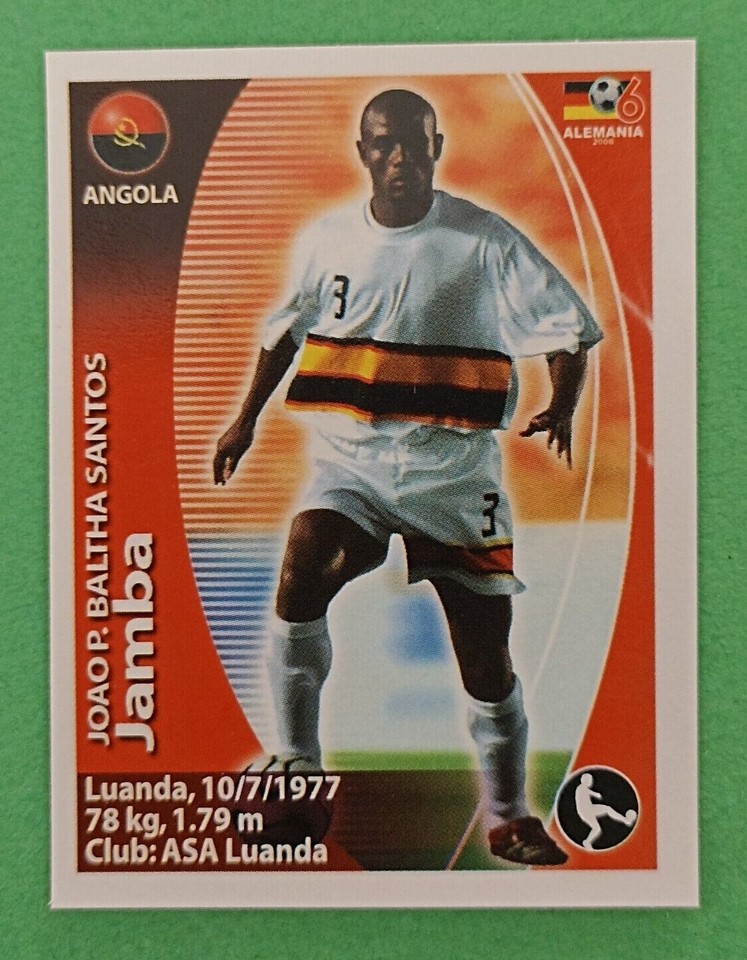 ANGOLA
6
ALEMANIA
2006
3
3
JOAO P. BALTHA SANTOS
Jamba
Luanda, 10/7/1977
78 kg, 1.79 m
Club: ASA Luanda